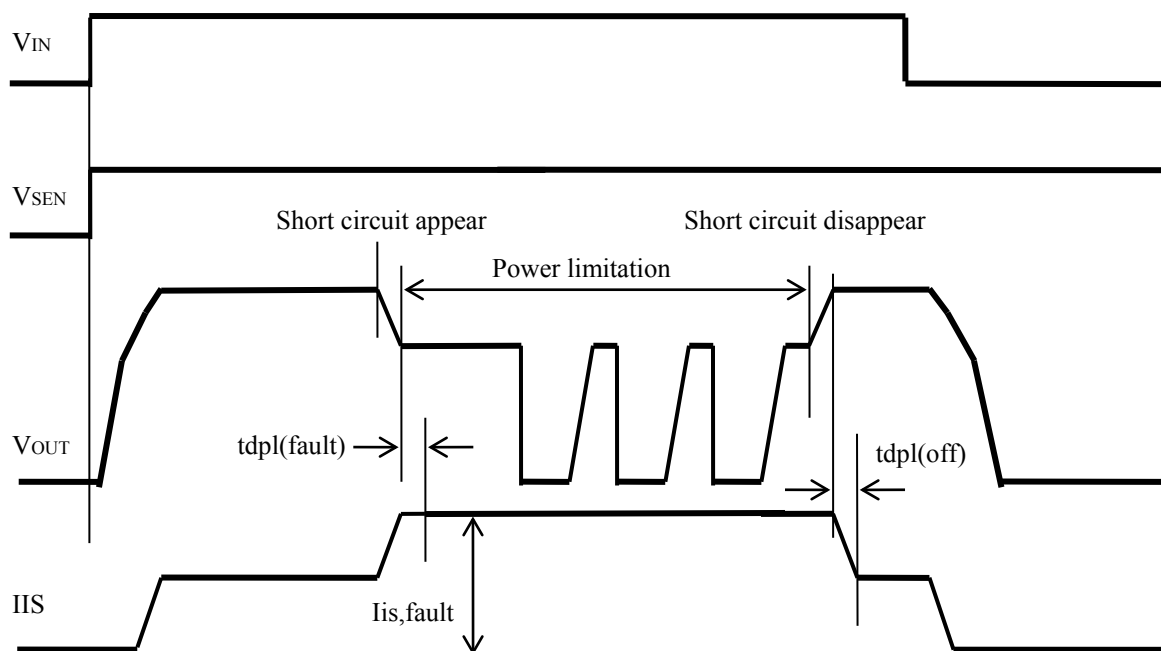 VIN
VSEN
Short circuit appear
Short circuit disappear
Power limitation
VOUT
tdpl(fault)
tdpl(off)
IIS
Iis,fault